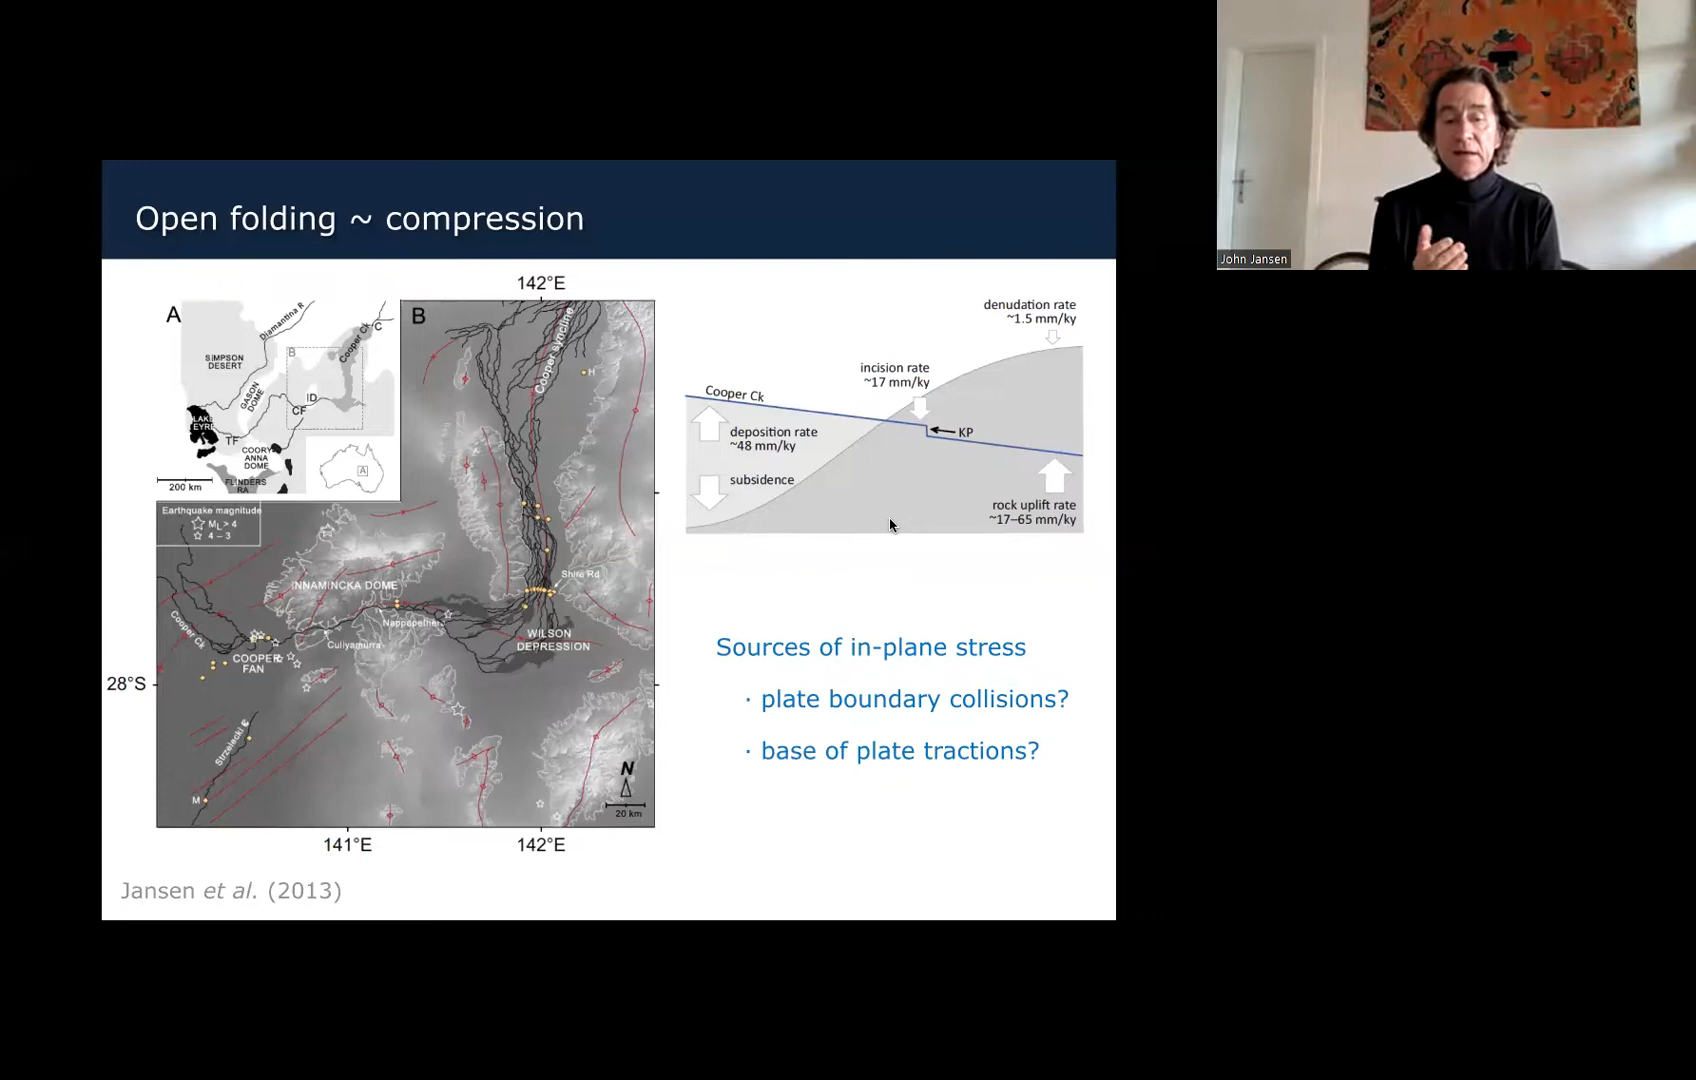 Open folding ~ compression
John Jansen
142°E
A
Diamantina R
Cooper Ck
C
SIMPSON
DESERT
B
GASON
DOME
ID
CF
LAKE
EYRE
TF
COORY
ANNA
DOME
FLINDERS
RA
200 km
A
B
Cooper syncline
H
Earthquake magnitude
ML > 4
4 – 3
INNAMINCKA DOME
Shire Rd
Cooper Ck
Nappapethera
Cullyamurra
WILSON
DEPRESSION
COOPER
FAN
28°S
Strzelecki Ck
M
N
20 km
141°E
142°E
denudation rate
~1.5 mm/ky
incision rate
~17 mm/ky
Cooper Ck
KP
deposition rate
~48 mm/ky
subsidence
rock uplift rate
~17–65 mm/ky
Sources of in-plane stress
· plate boundary collisions?
· base of plate tractions?
Jansen et al. (2013)